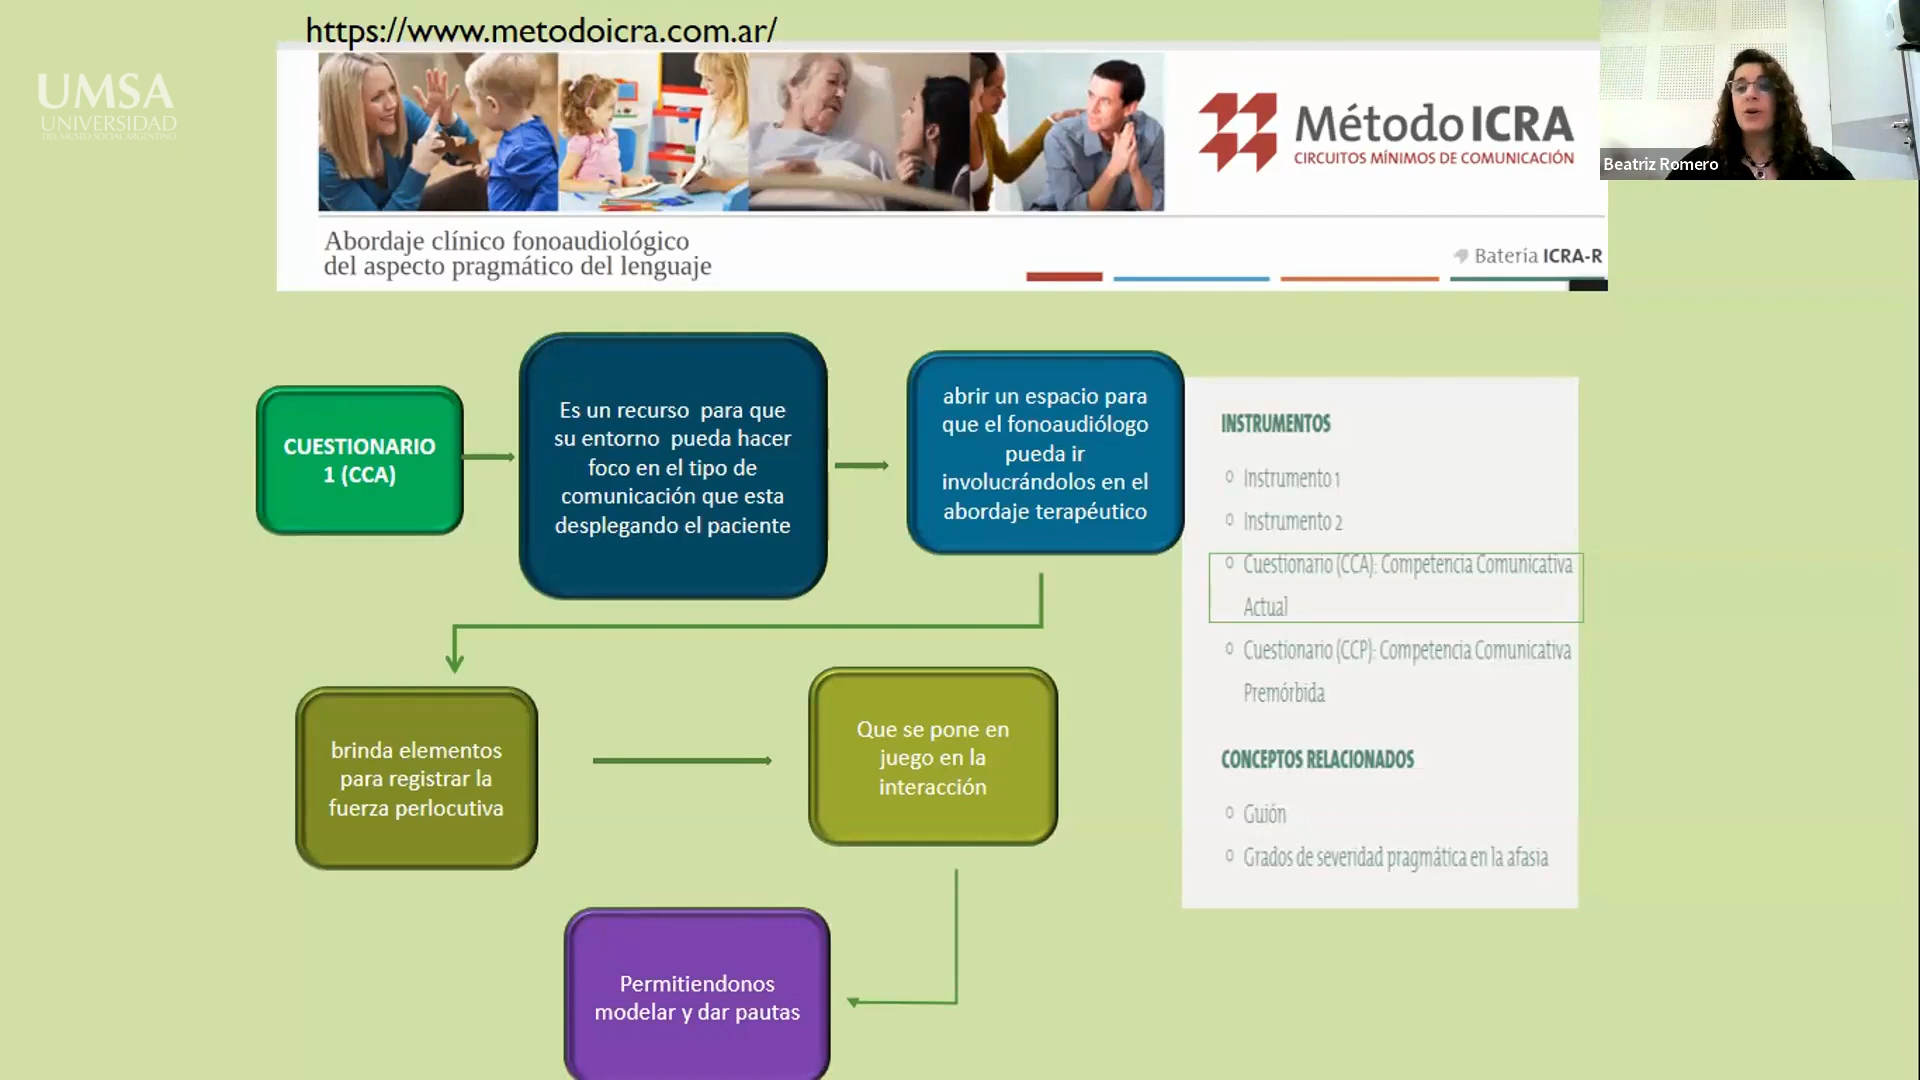 https://www.metodoicra.com.ar/
UMSA
UNIVERSIDAD
DEL MUSEO SOCIAL ARGENTINO
Método ICRA
CIRCUITOS MÍNIMOS DE COMUNICACIÓN
Beatriz Romero
Abordaje clínico fonoaudiológico
del aspecto pragmático del lenguaje
Batería ICRA-R
CUESTIONARIO
1 (CCA)
Es un recurso para que
su entorno pueda hacer
foco en el tipo de
comunicación que esta
desplegando el paciente
abrir un espacio para
que el fonoaudiólogo
pueda ir
involucrándolos en el
abordaje terapéutico
brinda elementos
para registrar la
fuerza perlocutiva
Que se pone en
juego en la
interacción
Permitiendonos
modelar y dar pautas
INSTRUMENTOS
Instrumento 1
Instrumento 2
Cuestionario (CCA): Competencia Comunicativa
Actual
Cuestionario (CCP): Competencia Comunicativa
Premórbida
CONCEPTOS RELACIONADOS
Guión
Grados de severidad pragmática en la afasia